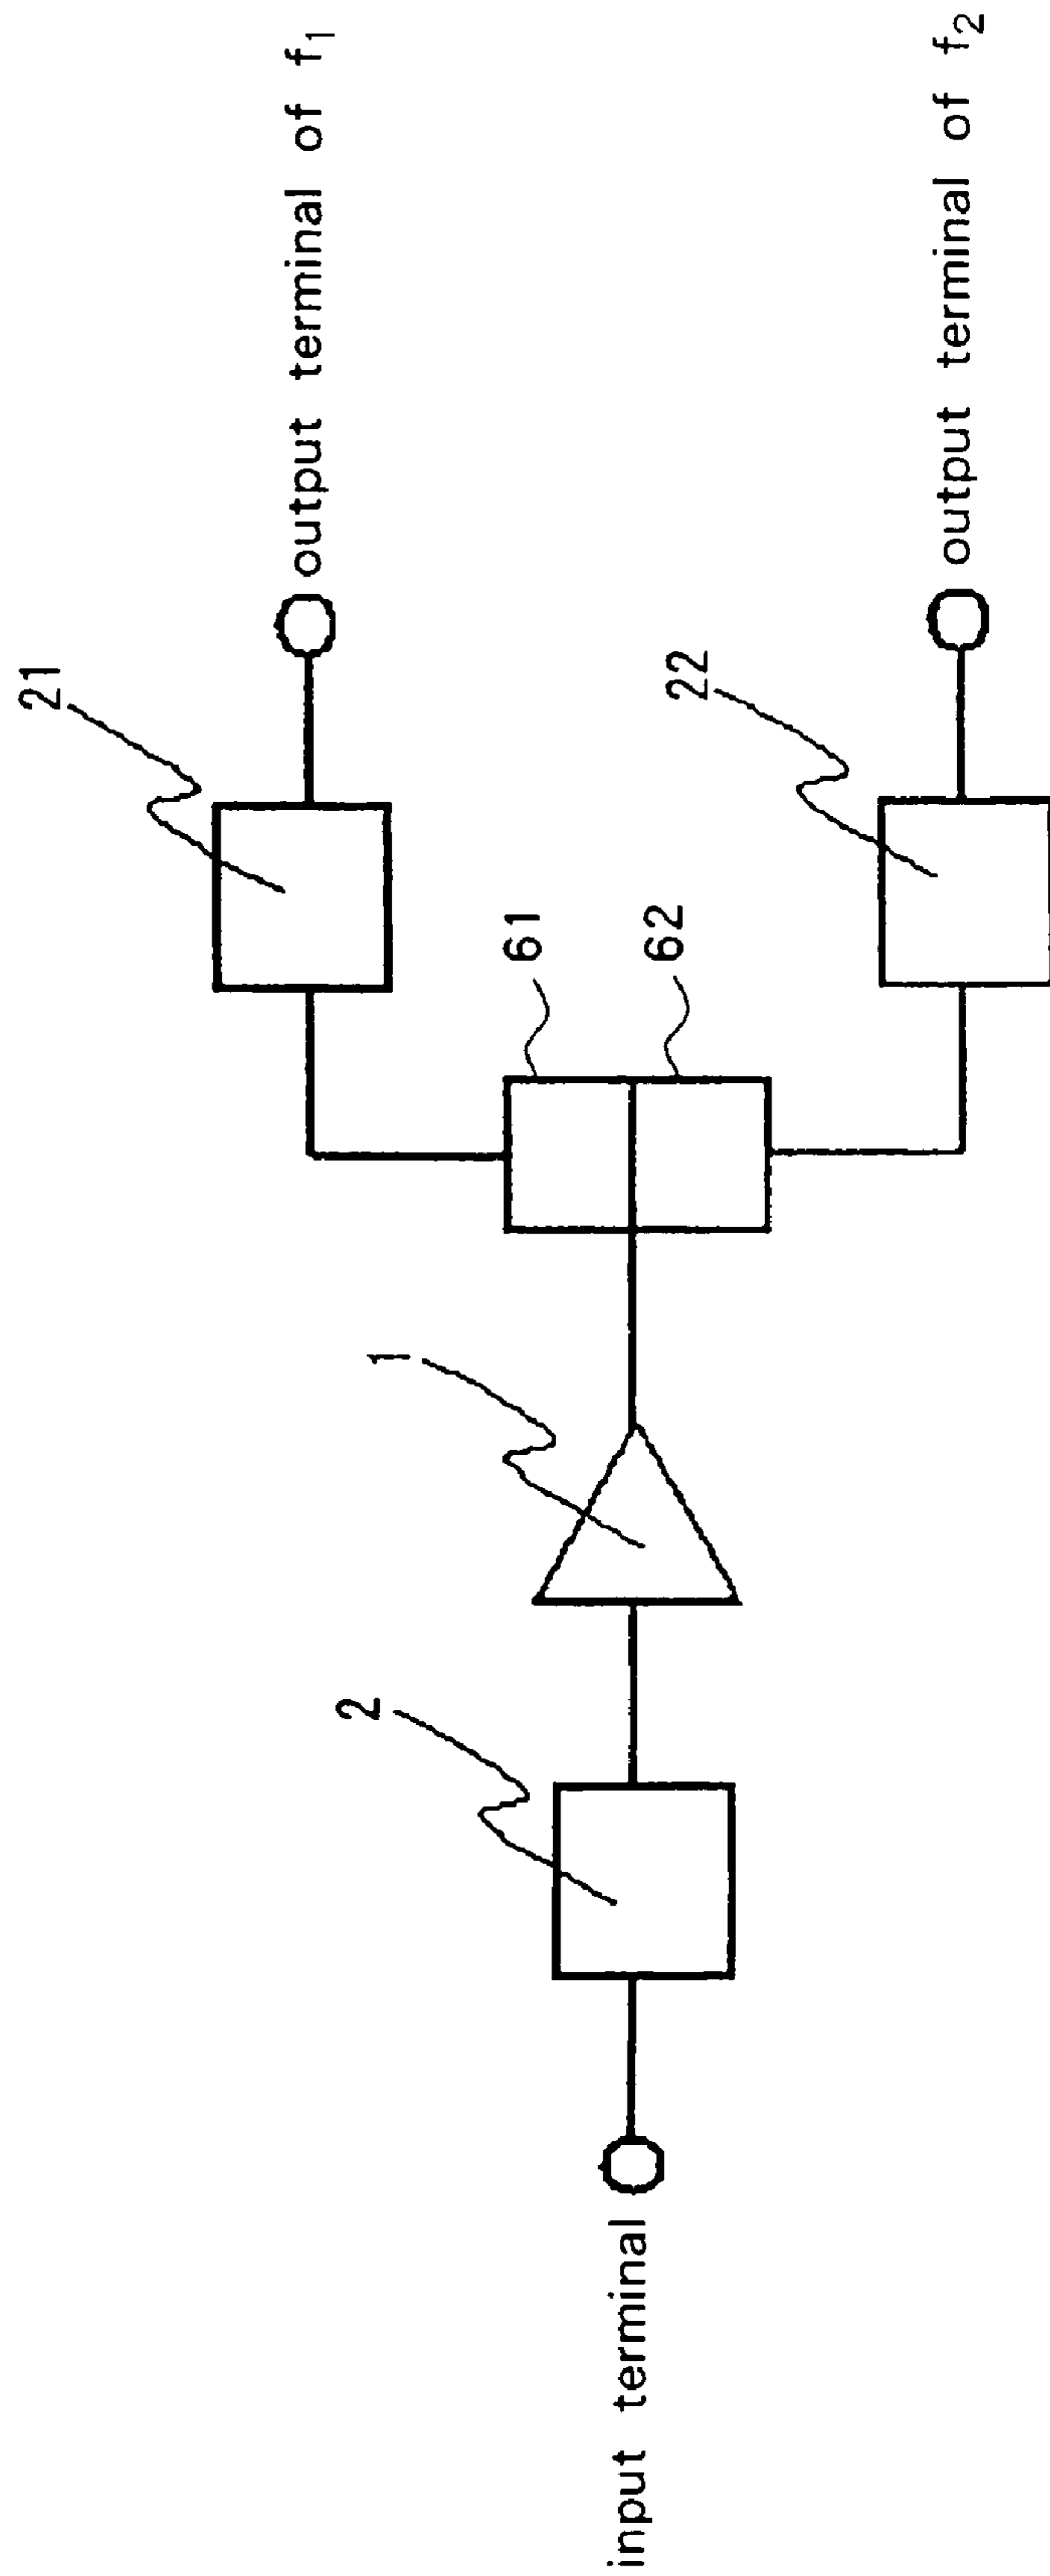 21
output terminal of f₁
61
1
2
input terminal
62
22
output terminal of f₂